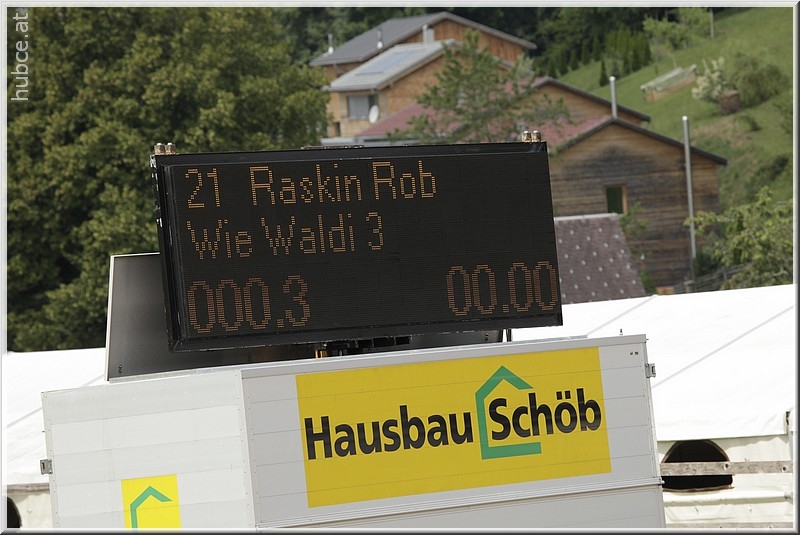 hubce.at
21 Raskin Rob
Wie Waldi 3
000.3 00.00
Hausbau Schöb